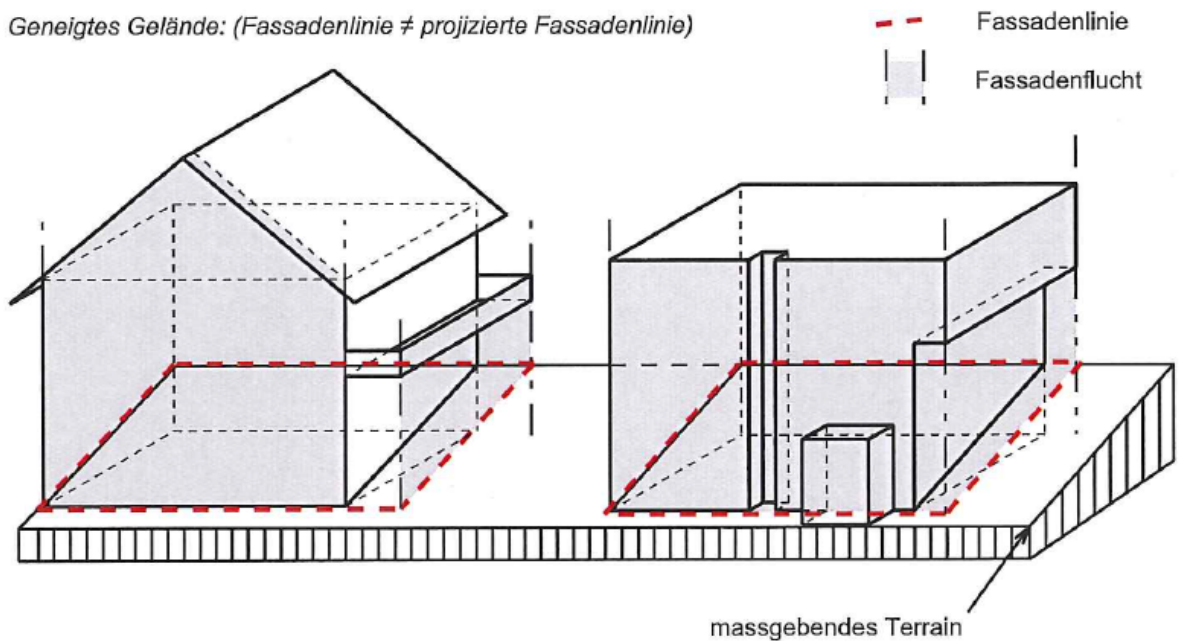 Geneigtes Gelände: (Fassadenlinie ≠ projizierte Fassadenlinie)
Fassadenlinie
Fassadenflucht
massgebendes Terrain